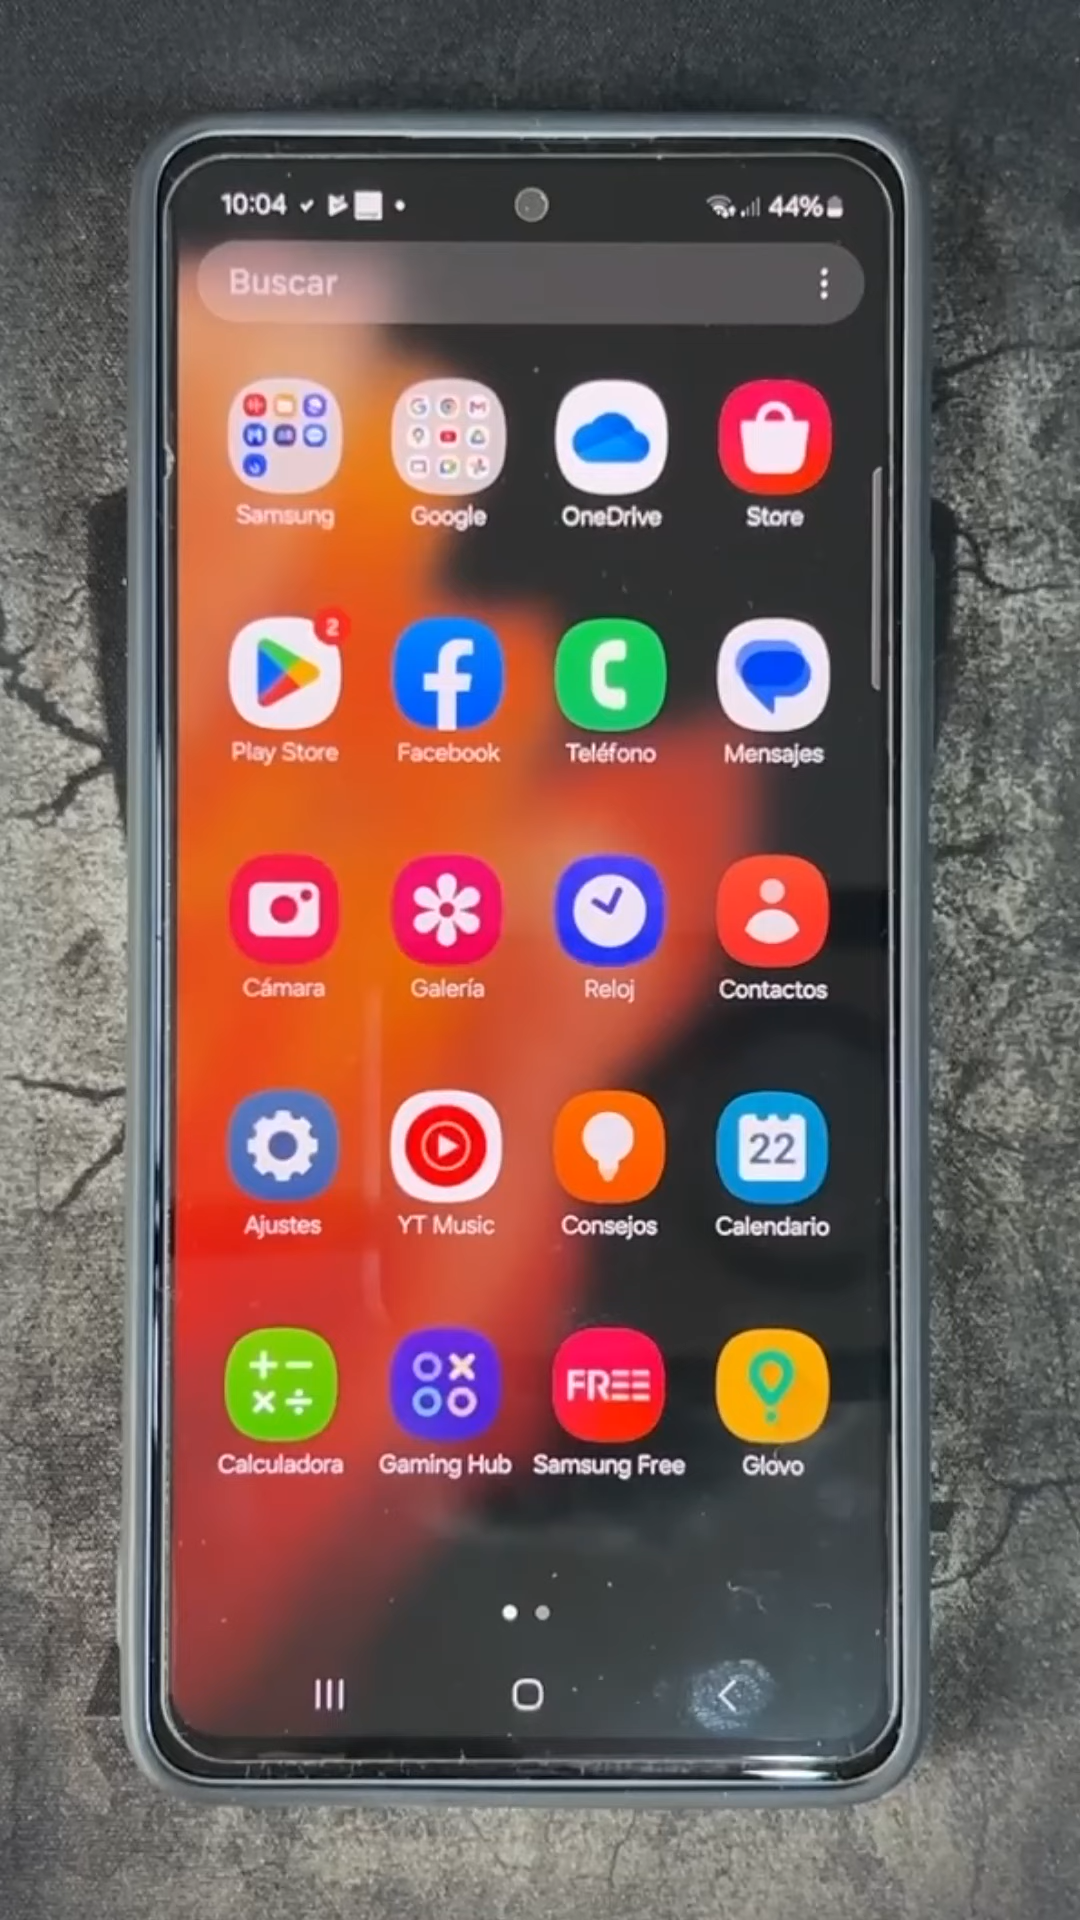 10:04
44%
Buscar
Samsung
Google
OneDrive
Store
2
Play Store
Facebook
Teléfono
Mensajes
Cámara
Galería
Reloj
Contactos
22
Ajustes
YT Music
Consejos
Calendario
FREE
Calculadora
Gaming Hub
Samsung Free
Glovo